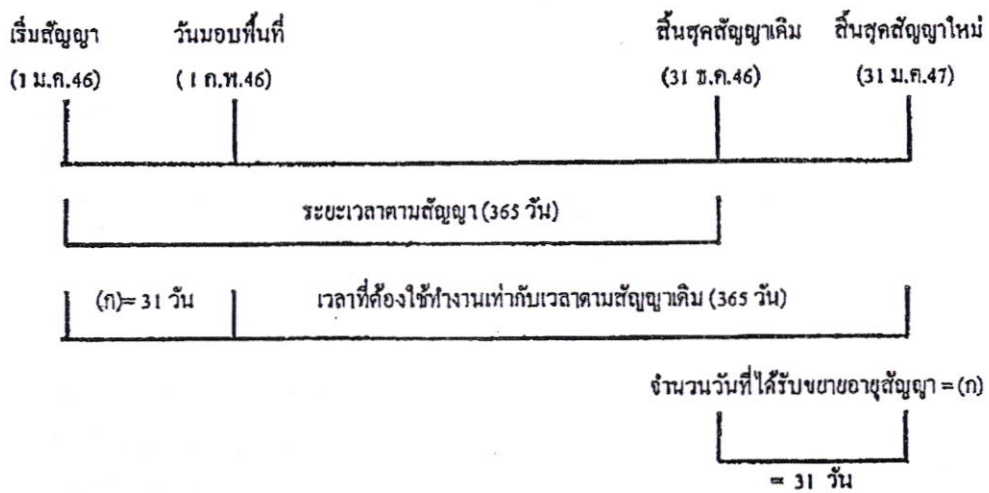 เริ่มสัญญา วันมอบพื้นที่ สิ้นสุดสัญญาเดิม สิ้นสุดสัญญาใหม่
(1 ม.ค.46) (1 ก.พ.46) (31 ธ.ค.46) (31 ม.ค.47)
ระยะเวลาตามสัญญา (365 วัน)
(ก)= 31 วัน เวลาที่ต้องใช้ทำงานเท่ากับเวลาตามสัญญาเดิม (365 วัน)
จำนวนวันที่ได้รับขยายอายุสัญญา = (ก)
= 31 วัน